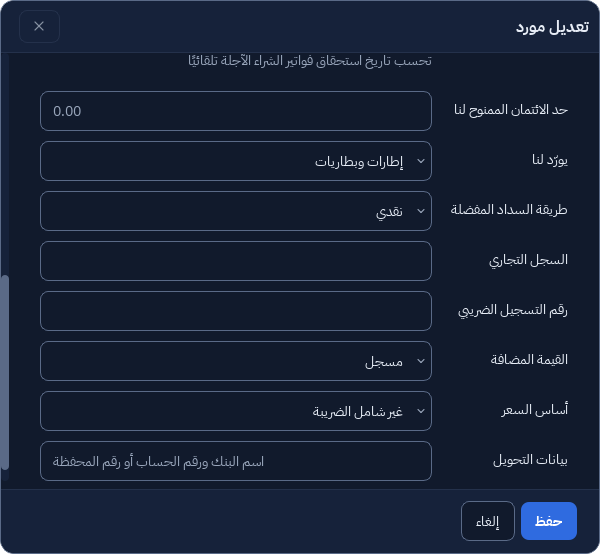 تعديل مورد
تحسب تاريخ استحقاق فواتير الشراء الآجلة تلقائيًا
حد الائتمان الممنوح لنا
0.00
يورّد لنا
إطارات وبطاريات
طريقة السداد المفضلة
نقدي
السجل التجاري
رقم التسجيل الضريبي
القيمة المضافة
مسجل
أساس السعر
غير شامل الضريبة
بيانات التحويل
اسم البنك ورقم الحساب أو رقم المحفظة
حفظ
إلغاء